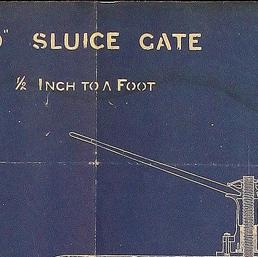 " SLUICE GATE
½ INCH TO A FOOT